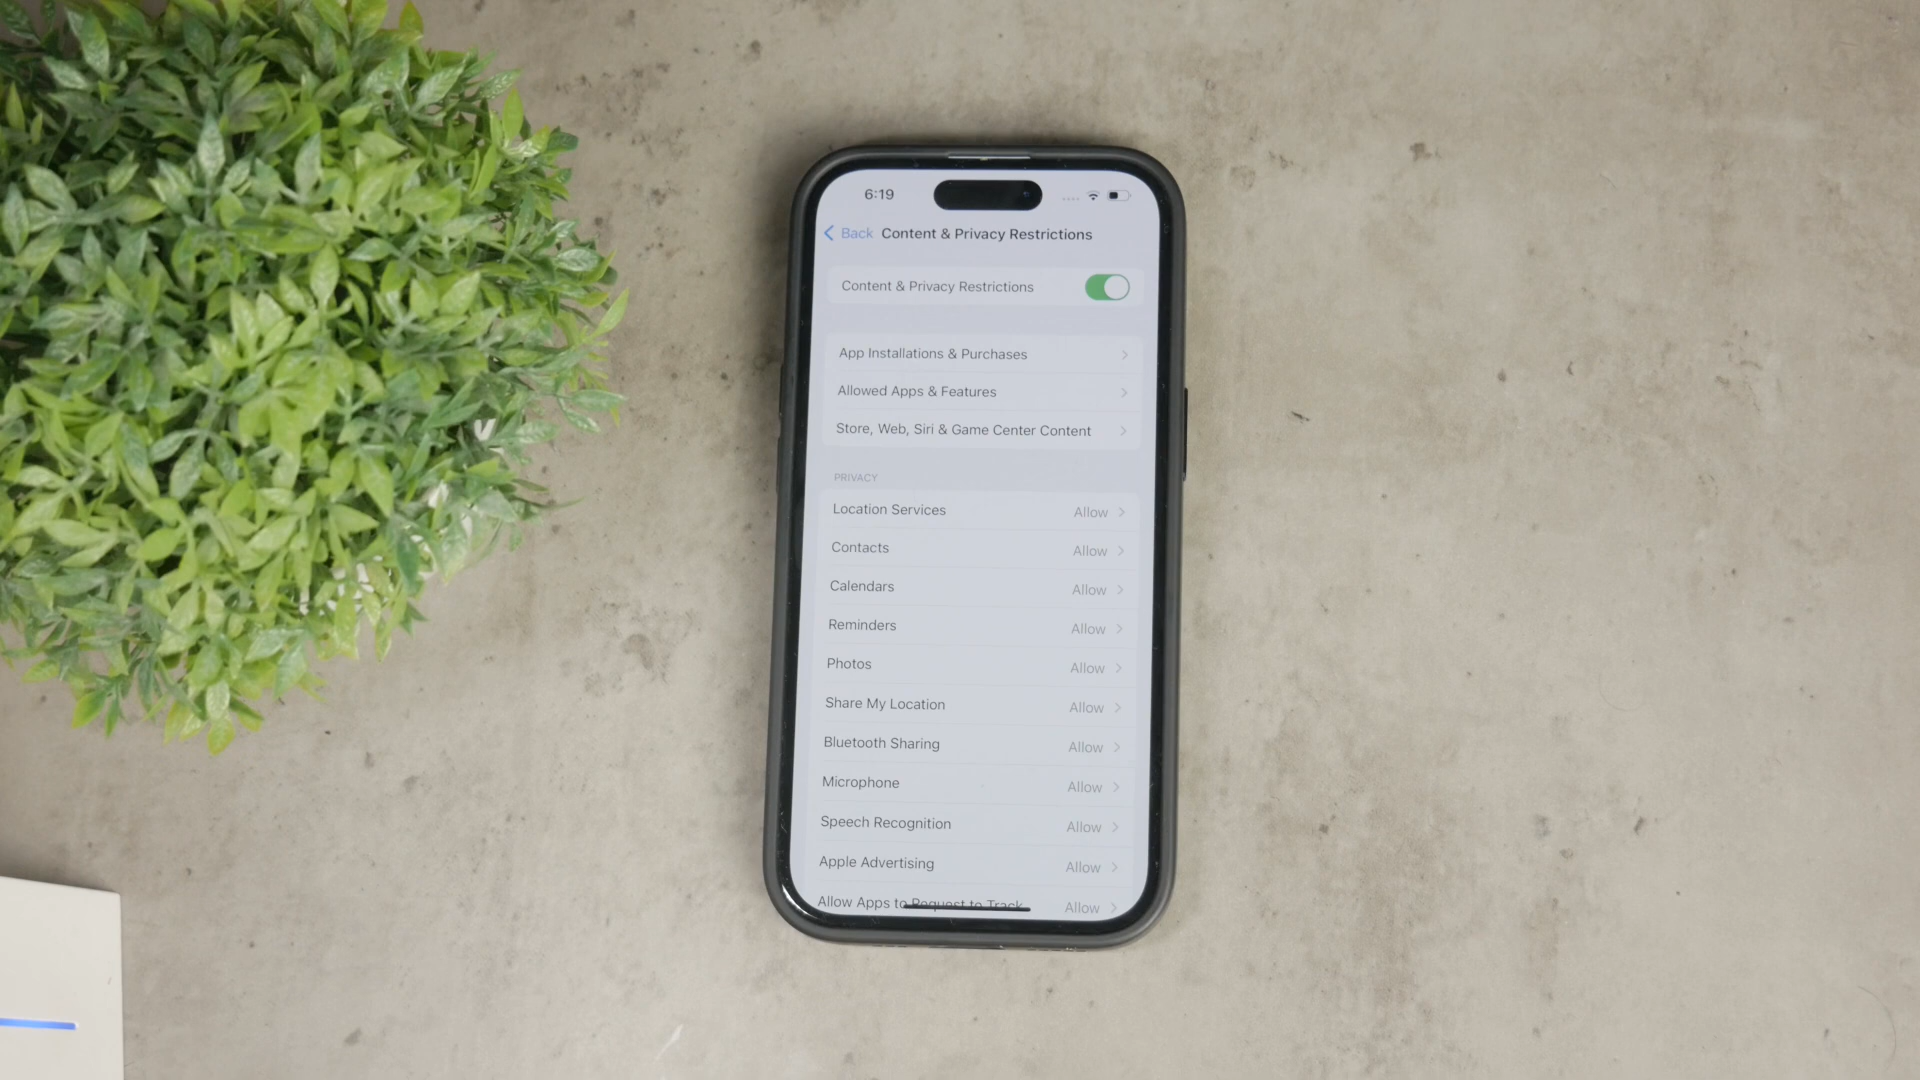 6:19
Back Content & Privacy Restrictions
Content & Privacy Restrictions
App Installations & Purchases
Allowed Apps & Features
Store, Web, Siri & Game Center Content
PRIVACY
Location Services Allow
Contacts Allow
Calendars Allow
Reminders Allow
Photos Allow
Share My Location Allow
Bluetooth Sharing Allow
Microphone Allow
Speech Recognition Allow
Apple Advertising Allow
Allow Apps to Request to Track Allow